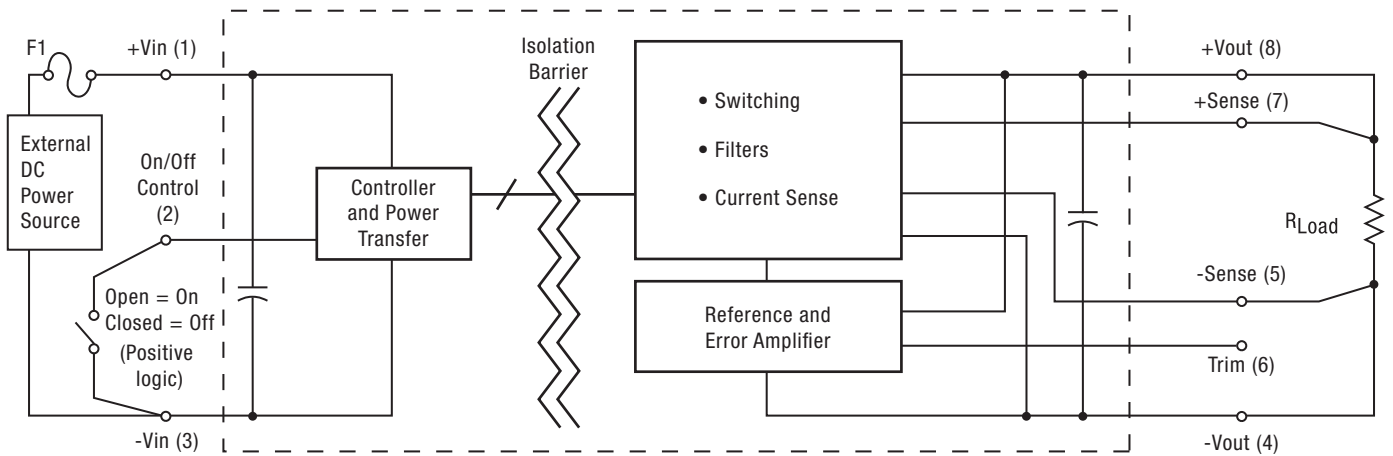 F1
+Vin (1)
External
DC
Power
Source
On/Off
Control
(2)
Open = On
Closed = Off
(Positive
logic)
-Vin (3)
Controller
and Power
Transfer
Isolation
Barrier
• Switching
• Filters
• Current Sense
Reference and
Error Amplifier
+Vout (8)
+Sense (7)
RLoad
-Sense (5)
Trim (6)
-Vout (4)